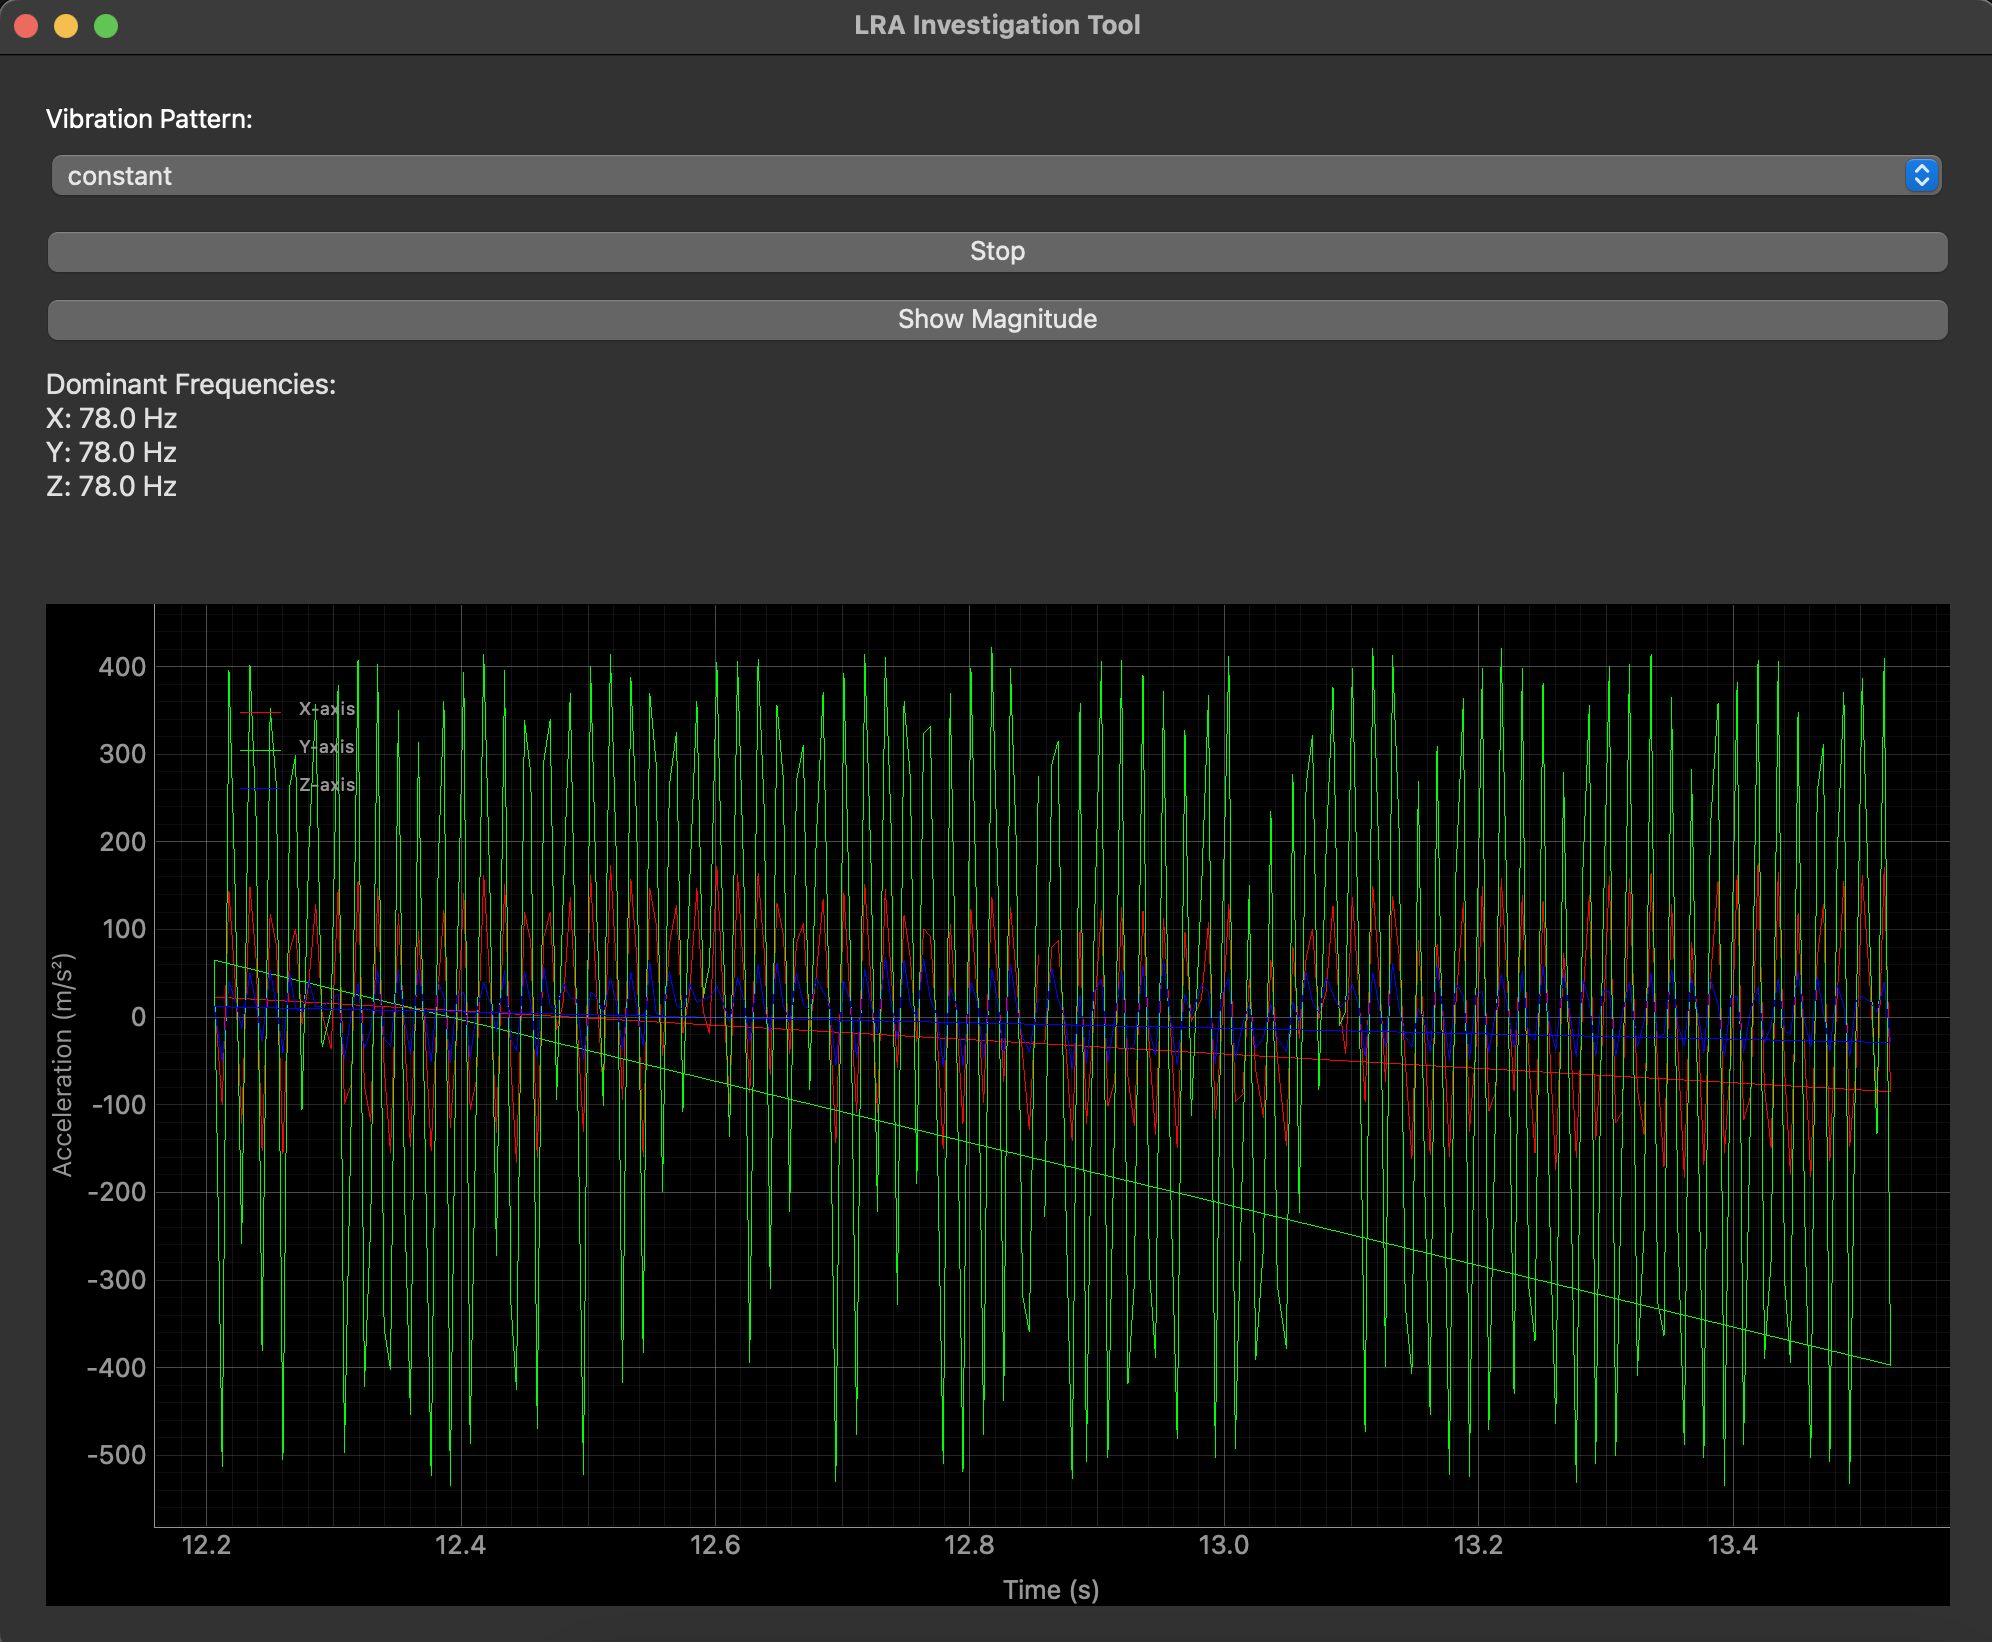 LRA Investigation Tool
Vibration Pattern:
constant
Stop
Show Magnitude
Dominant Frequencies:
X: 78.0 Hz
Y: 78.0 Hz
Z: 78.0 Hz
400
300
200
100
0
-100
-200
-300
-400
-500
X-axis
Y-axis
Z-axis
Acceleration (m/s²)
12.2
12.4
12.6
12.8
13.0
13.2
13.4
Time (s)